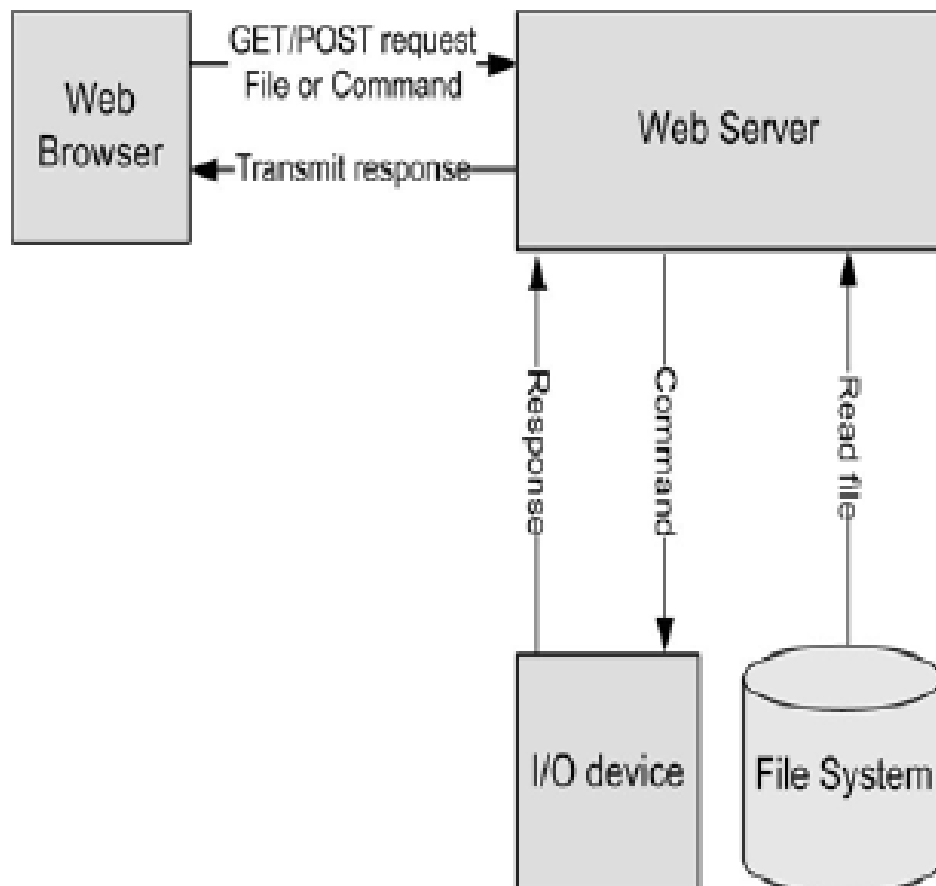 Web
Browser
GET/POST request
File or Command
Transmit response
Web Server
Response
Command
Read file
I/O device
File System